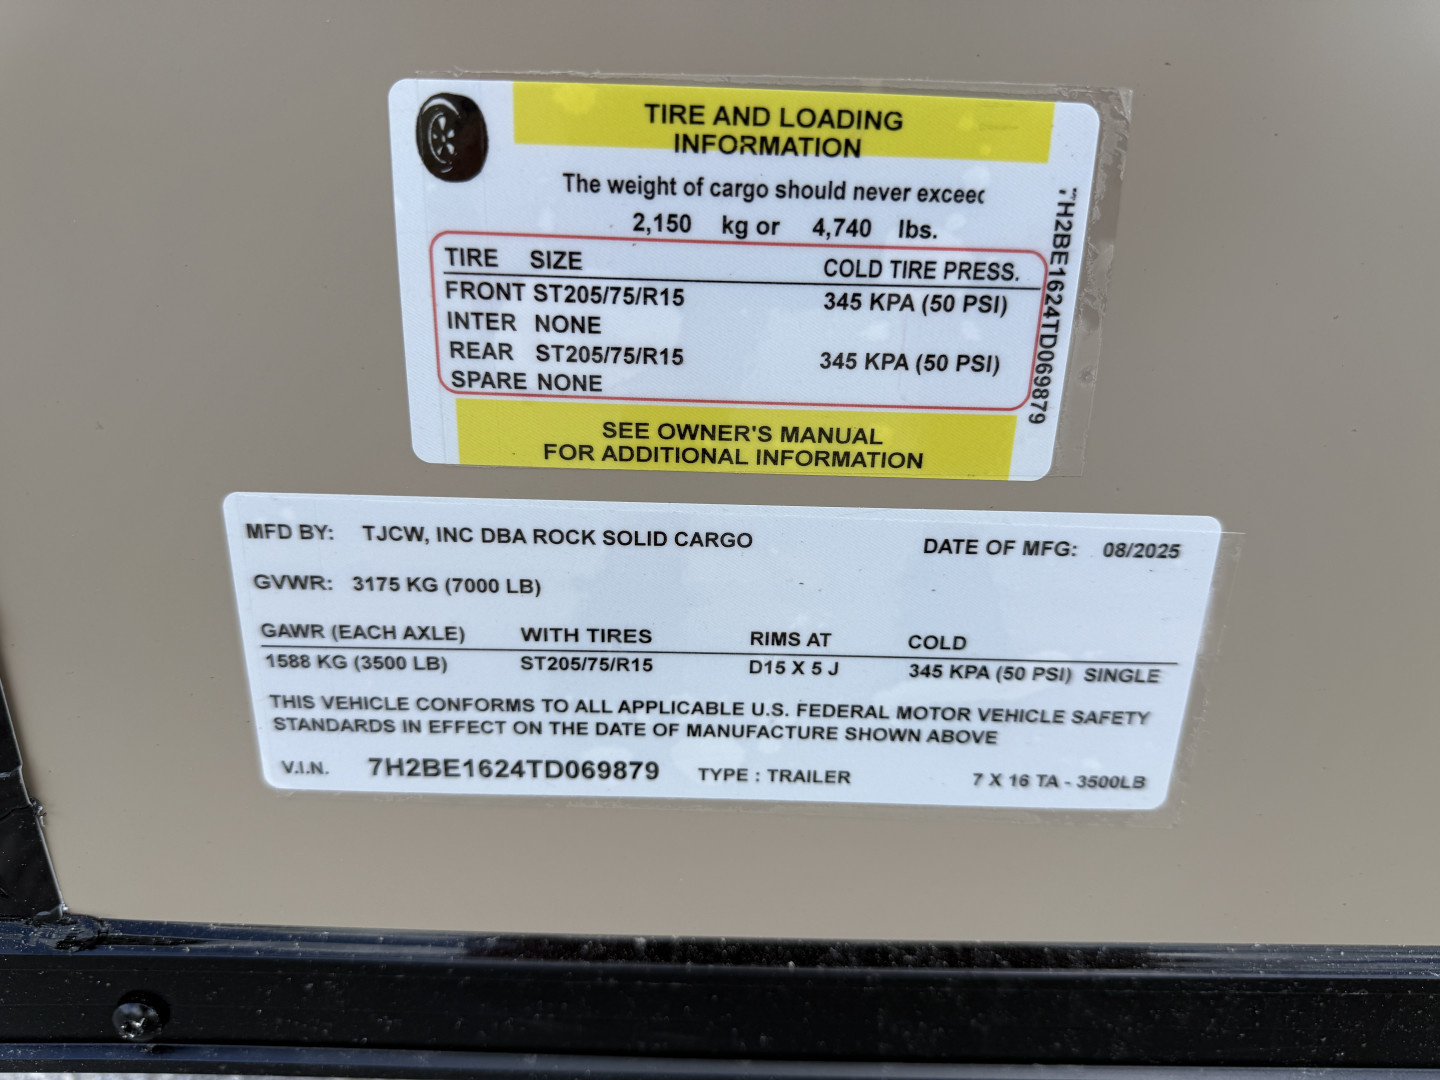 TIRE AND LOADING
INFORMATION
The weight of cargo should never exceed
2,150 kg or 4,740 lbs.
TIRE SIZE COLD TIRE PRESS.
FRONT ST205/75/R15 345 KPA (50 PSI)
INTER NONE
REAR ST205/75/R15 345 KPA (50 PSI)
SPARE NONE
SEE OWNER'S MANUAL
FOR ADDITIONAL INFORMATION
7H2BE1624TD069879
MFD BY: TJCW, INC DBA ROCK SOLID CARGO DATE OF MFG: 08/2025
GVWR: 3175 KG (7000 LB)
GAWR (EACH AXLE) WITH TIRES RIMS AT COLD
1588 KG (3500 LB) ST205/75/R15 D15 X 5 J 345 KPA (50 PSI) SINGLE
THIS VEHICLE CONFORMS TO ALL APPLICABLE U.S. FEDERAL MOTOR VEHICLE SAFETY
STANDARDS IN EFFECT ON THE DATE OF MANUFACTURE SHOWN ABOVE
V.I.N. 7H2BE1624TD069879 TYPE : TRAILER 7 X 16 TA - 3500LB